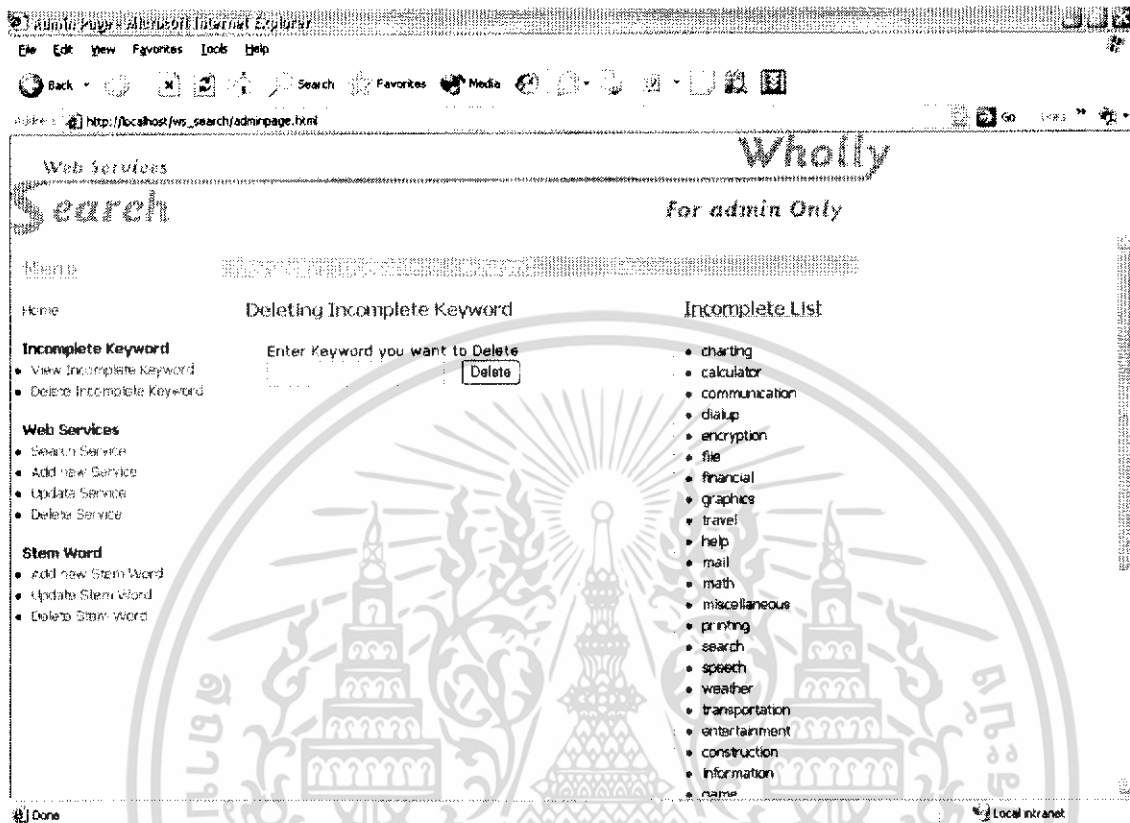 Admin Page - Microsoft Internet Explorer
File Edit View Favorites Tools Help
Back Search Favorites Media
http://localhost/ws_search/adminpage.html Go Links »
Web Services
Search
Wholly
For admin Only
Menu
Home
Incomplete Keyword
• View Incomplete Keyword
• Delete Incomplete Keyword
Web Services
• Search Service
• Add new Service
• Update Service
• Delete Service
Stem Word
• Add new Stem Word
• Update Stem Word
• Delete Stem Word
Deleting Incomplete Keyword
Enter Keyword you want to Delete
Delete
Incomplete List
• charting
• calculator
• communication
• dialup
• encryption
• file
• financial
• graphics
• travel
• help
• mail
• math
• miscellaneous
• printing
• search
• speech
• weather
• transportation
• entertainment
• construction
• information
• name
Done
Local intranet